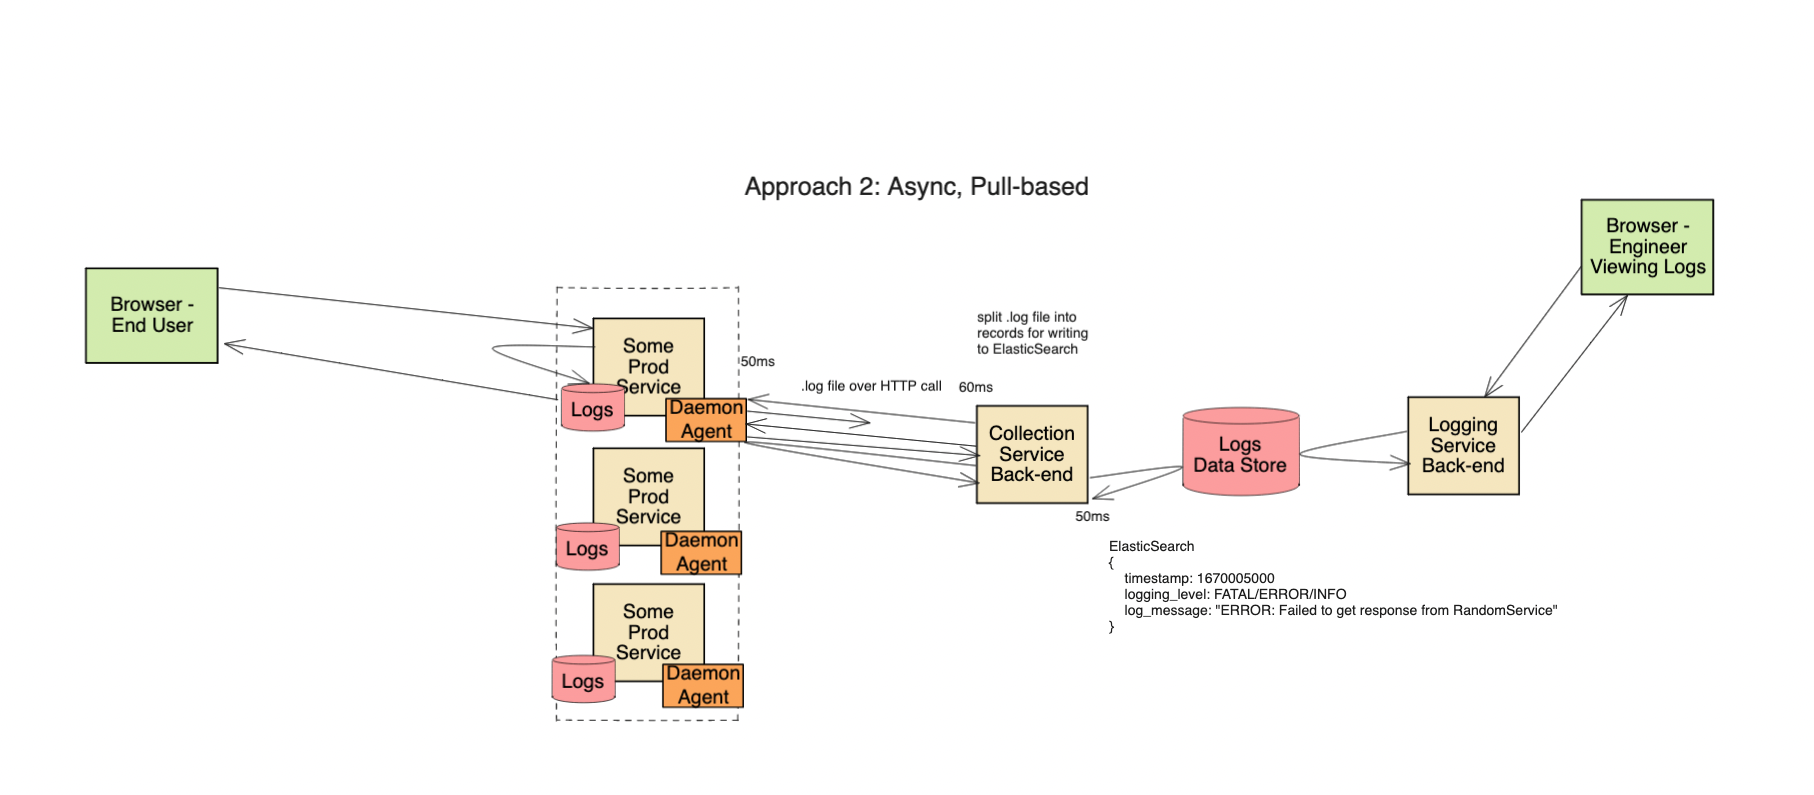 Approach 2: Async, Pull-based
Browser -
End User
Some
Prod
Service
Logs
Daemon
Agent
50ms
Some
Prod
Service
Logs
Daemon
Agent
Some
Prod
Service
Logs
Daemon
Agent
.log file over HTTP call
split .log file into
records for writing
to ElasticSearch
60ms
Collection
Service
Back-end
50ms
Logs
Data Store
ElasticSearch
{
timestamp: 1670005000
logging_level: FATAL/ERROR/INFO
log_message: "ERROR: Failed to get response from RandomService"
}
Logging
Service
Back-end
Browser -
Engineer
Viewing Logs